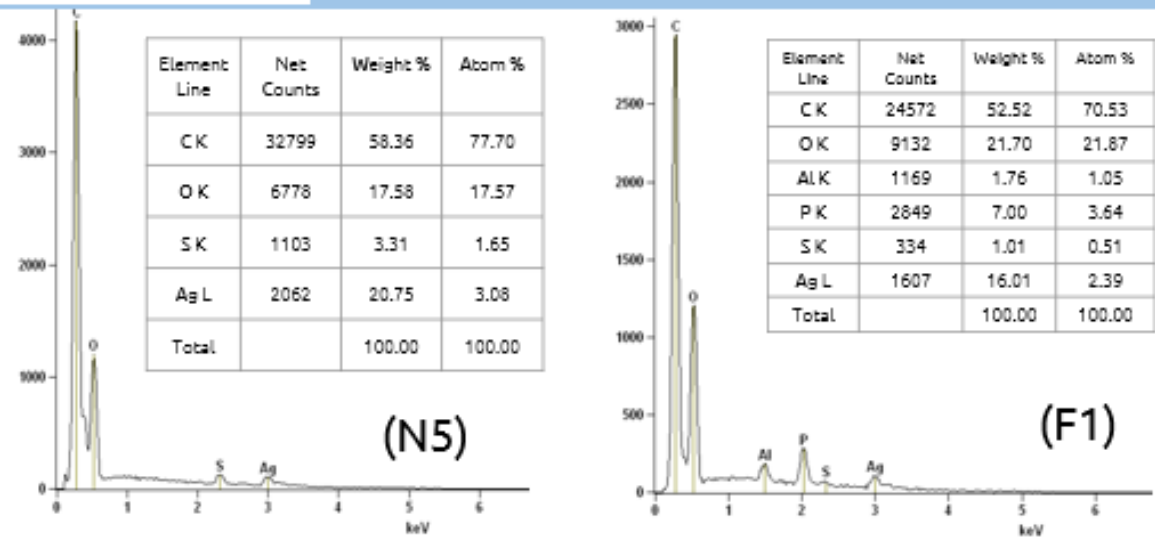 C
4000
3000
2000
1000
0
Element Line Net Counts Weight % Atom %
C K 32799 58.36 77.70
O K 6778 17.58 17.57
S K 1103 3.31 1.65
Ag L 2062 20.75 3.08
Total 100.00 100.00
O
S
Ag
(N5)
0 1 2 3 4 5 6
keV
C
3000
2500
2000
1500
1000
500
0
Element Line Net Counts Weight % Atom %
C K 24572 52.52 70.53
O K 9132 21.70 21.87
Al K 1169 1.76 1.05
P K 2849 7.00 3.64
S K 334 1.01 0.51
Ag L 1607 16.01 2.39
Total 100.00 100.00
O
Al
P
S
Ag
(F1)
0 1 2 3 4 5 6
keV